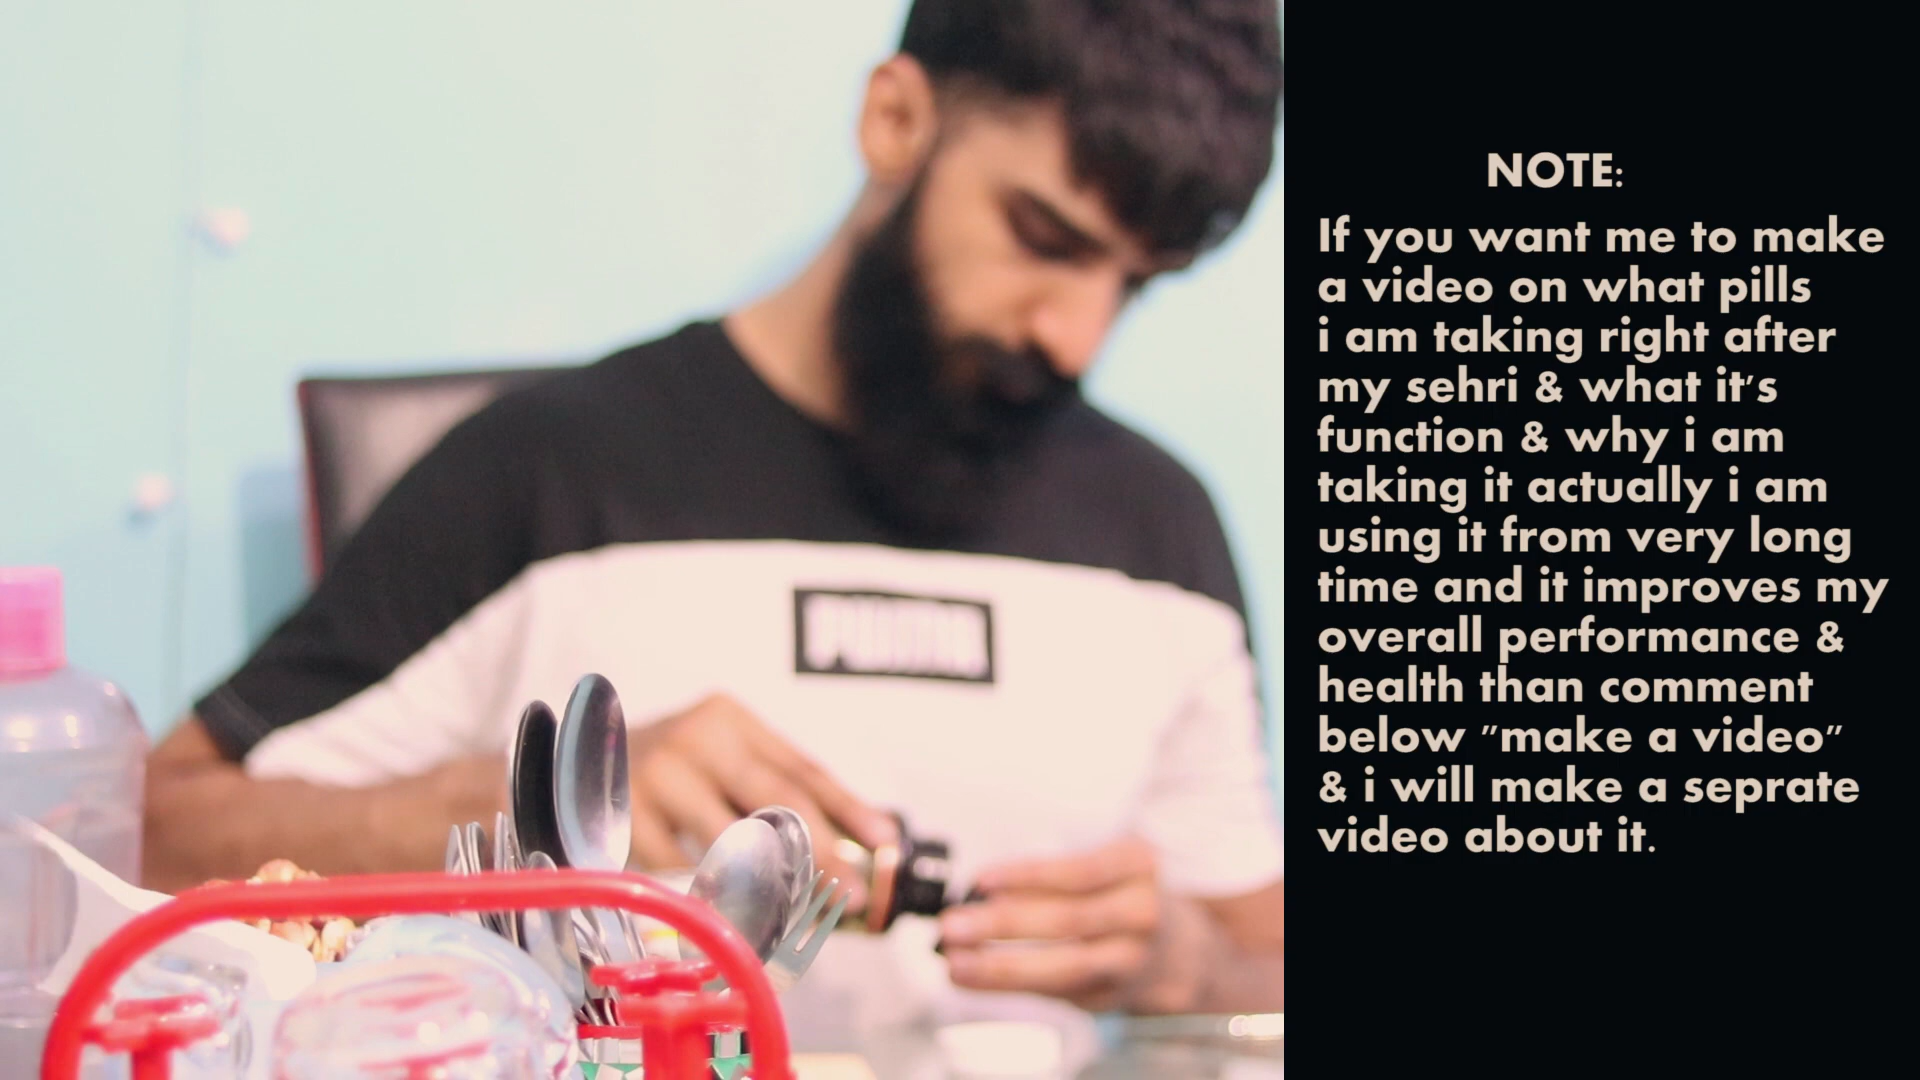 NOTE:
If you want me to make
a video on what pills
i am taking right after
my sehri & what it's
function & why i am
taking it actually i am
using it from very long
time and it improves my
overall performance &
health than comment
below "make a video"
& i will make a seprate
video about it.
PUMA